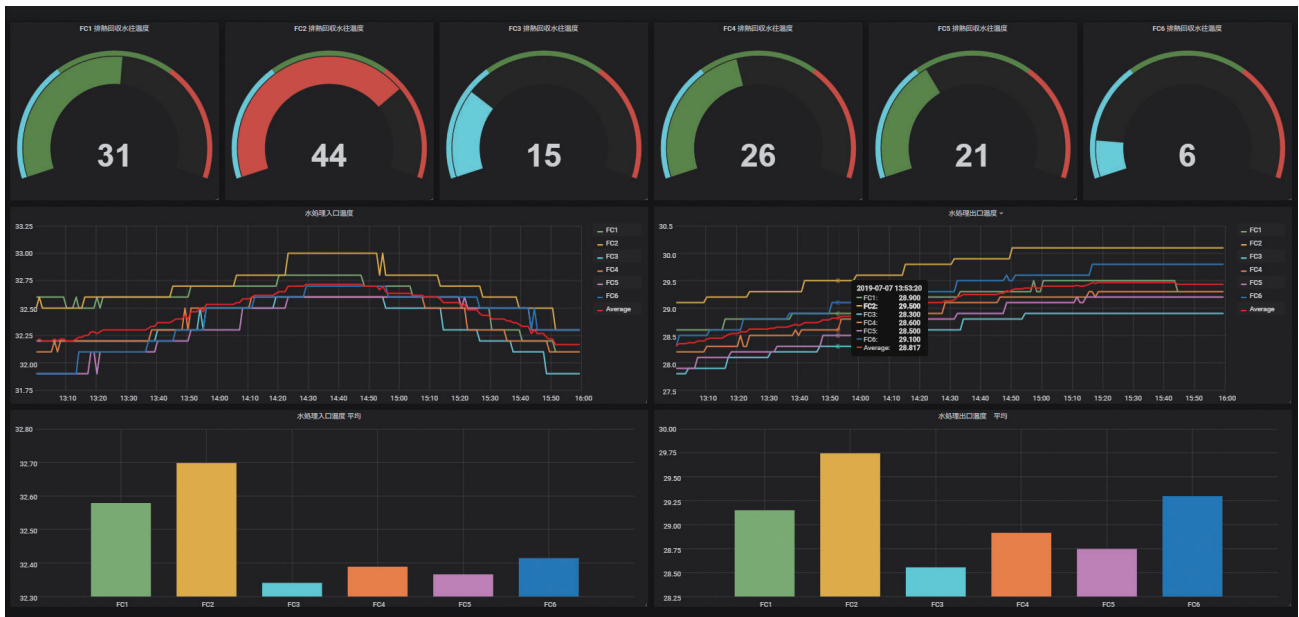 FC1 排熱回収水往温度
FC2 排熱回収水往温度
FC3 排熱回収水往温度
FC4 排熱回収水往温度
FC5 排熱回収水往温度
FC6 排熱回収水往温度
31
44
15
26
21
6
水処理入口温度
33.25
33.00
32.75
32.50
32.25
32.00
31.75
13:10 13:20 13:30 13:40 13:50 14:00 14:10 14:20 14:30 14:40 14:50 15:00 15:10 15:20 15:30 15:40 15:50 16:00
FC1
FC2
FC3
FC4
FC5
FC6
Average
水処理出口温度
30.5
30.0
29.5
29.0
28.5
28.0
27.5
13:10 13:20 13:30 13:40 13:50 14:00 14:10 14:20 14:30 14:40 14:50 15:00 15:10 15:20 15:30 15:40 15:50 16:00
2019-07-07 13:53:20
FC1: 28.900
FC2: 29.500
FC3: 28.300
FC4: 28.600
FC5: 28.500
FC6: 29.100
Average: 28.817
FC1
FC2
FC3
FC4
FC5
FC6
Average
水処理入口温度 平均
32.80
32.70
32.60
32.50
32.40
32.30
FC1 FC2 FC3 FC4 FC5 FC6
水処理出口温度 平均
30.00
29.75
29.50
29.25
29.00
28.75
28.50
28.25
FC1 FC2 FC3 FC4 FC5 FC6